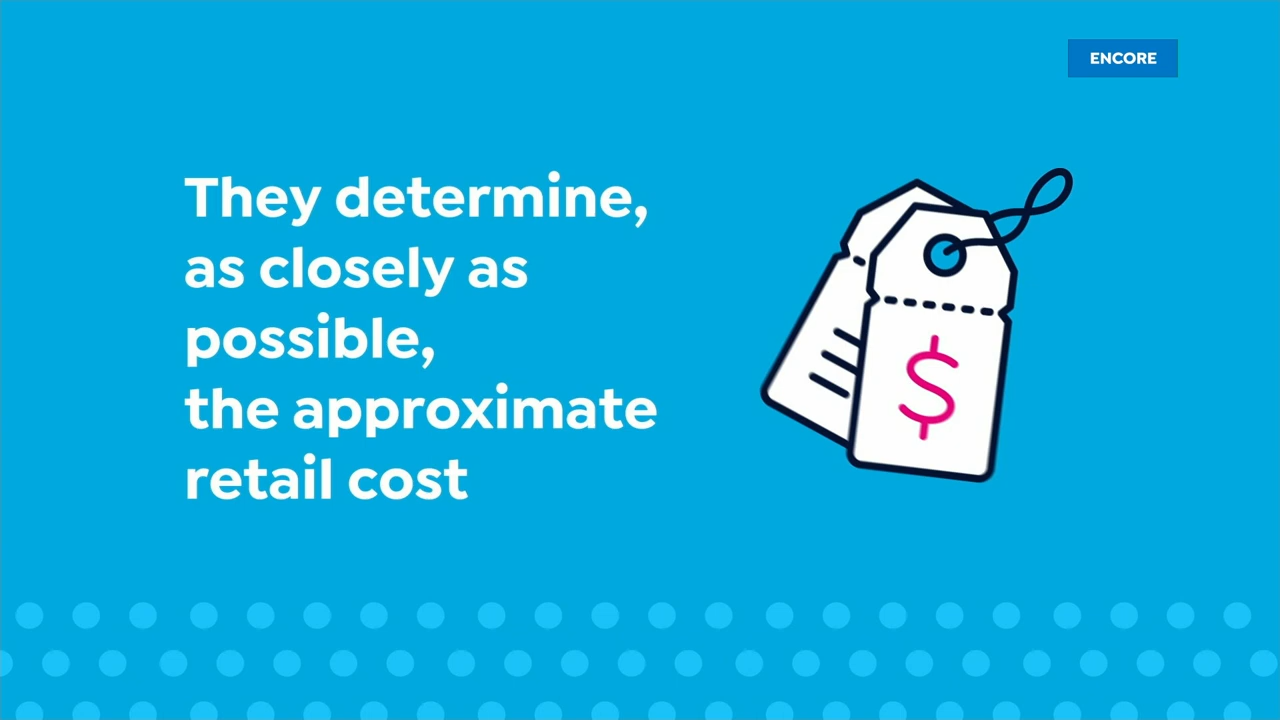 ENCORE
They determine,
as closely as
possible,
the approximate
retail cost
$